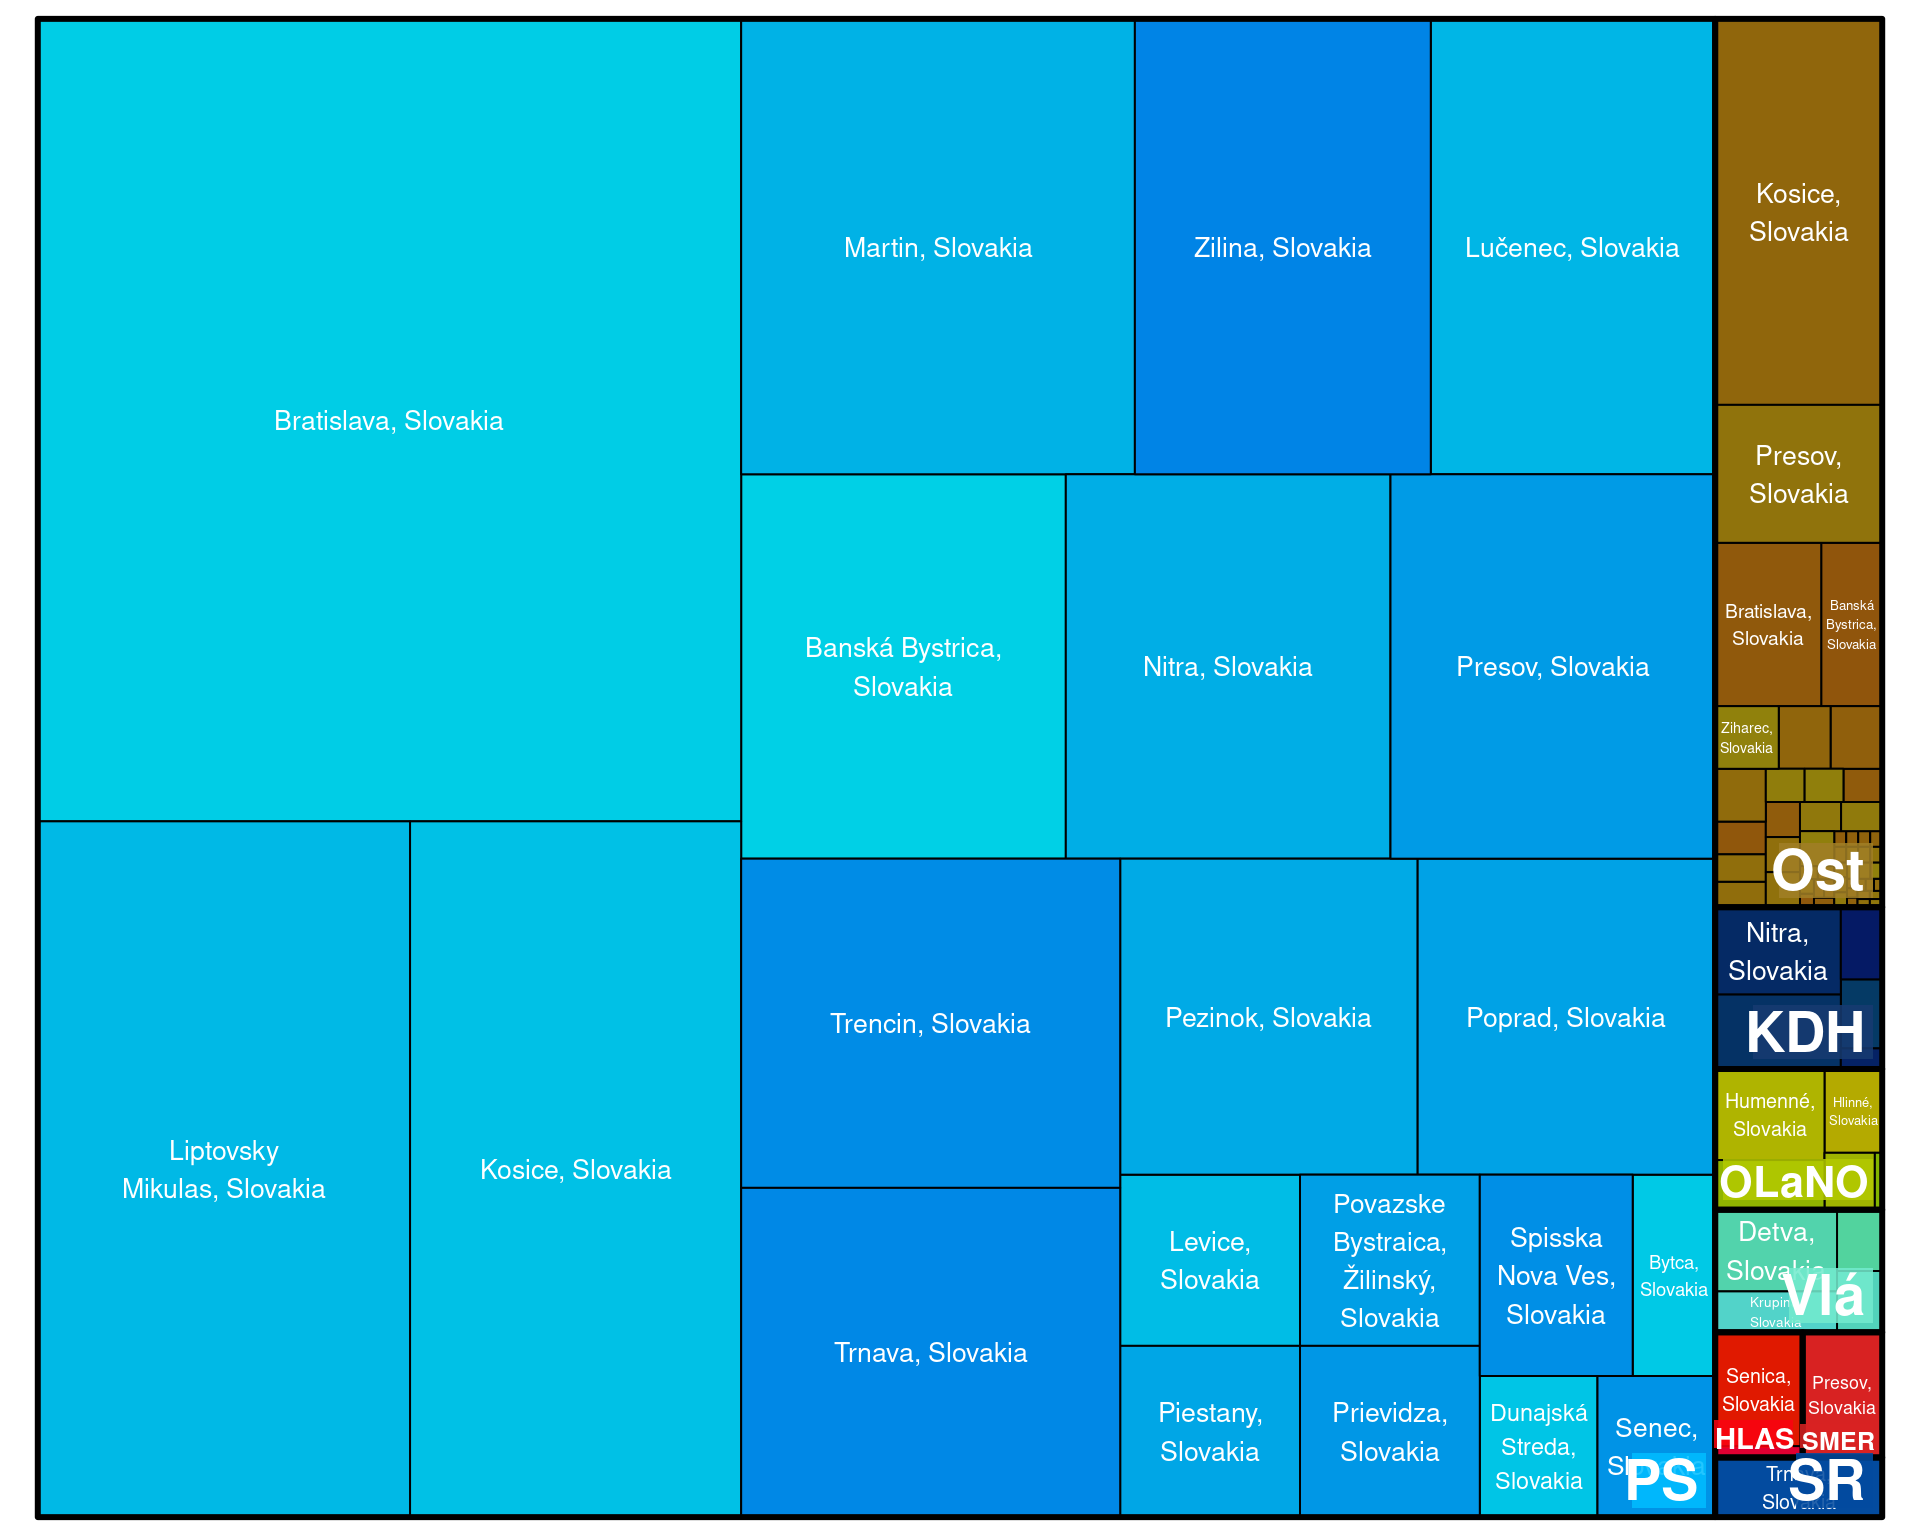 Bratislava, Slovakia
Martin, Slovakia
Zilina, Slovakia
Lučenec, Slovakia
Banská Bystrica,
Slovakia
Nitra, Slovakia
Presov, Slovakia
Liptovsky
Mikulas, Slovakia
Kosice, Slovakia
Trencin, Slovakia
Pezinok, Slovakia
Poprad, Slovakia
Trnava, Slovakia
Levice,
Slovakia
Povazske
Bystraica,
Žilinský,
Slovakia
Spisska
Nova Ves,
Slovakia
Bytca,
Slovakia
Piestany,
Slovakia
Prievidza,
Slovakia
Dunajská
Streda,
Slovakia
Senec,
PS
Kosice,
Slovakia
Presov,
Slovakia
Bratislava,
Slovakia
Banská
Bystrica,
Slovakia
Ziharec,
Slovakia
Ost
Nitra,
Slovakia
KDH
Humenné,
Slovakia
Hlinné,
Slovakia
OLaNO
Detva,
Slovakia
Slovakia
Vlá
Senica,
Slovakia
HLAS
Presov,
Slovakia
SMER
Slovakia
SR